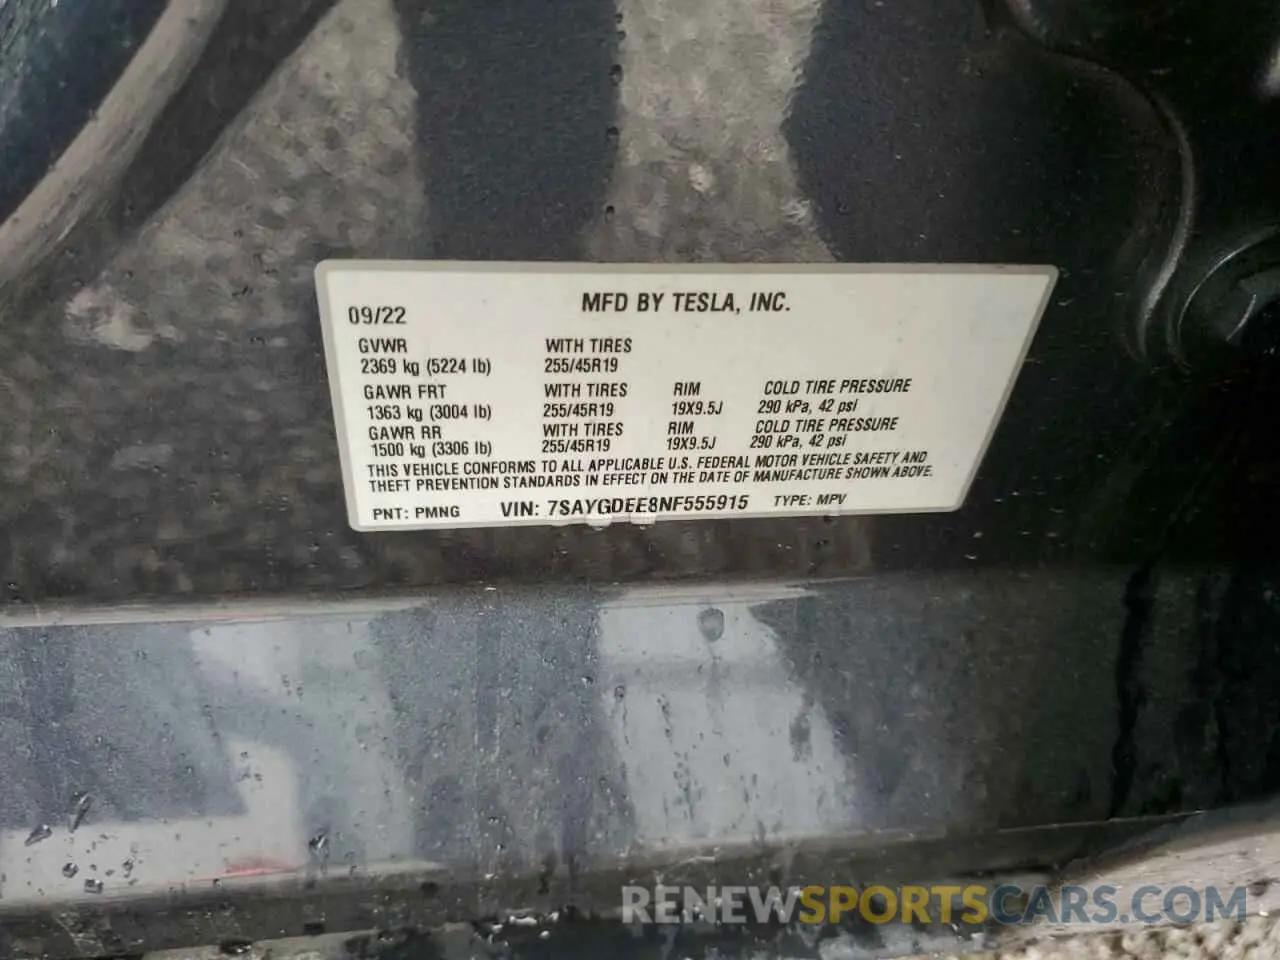 MFD BY TESLA, INC.
09/22
GVWR WITH TIRES
2369 kg (5224 lb) 255/45R19
GAWR FRT WITH TIRES RIM COLD TIRE PRESSURE
1363 kg (3004 lb) 255/45R19 19X9.5J 290 kPa, 42 psi
GAWR RR WITH TIRES RIM COLD TIRE PRESSURE
1500 kg (3306 lb) 255/45R19 19X9.5J 290 kPa, 42 psi
THIS VEHICLE CONFORMS TO ALL APPLICABLE U.S. FEDERAL MOTOR VEHICLE SAFETY AND
THEFT PREVENTION STANDARDS IN EFFECT ON THE DATE OF MANUFACTURE SHOWN ABOVE.
PNT: PMNG VIN: 7SAYGDEE8NF555915 TYPE: MPV
RENEWSPORTSCARS.COM